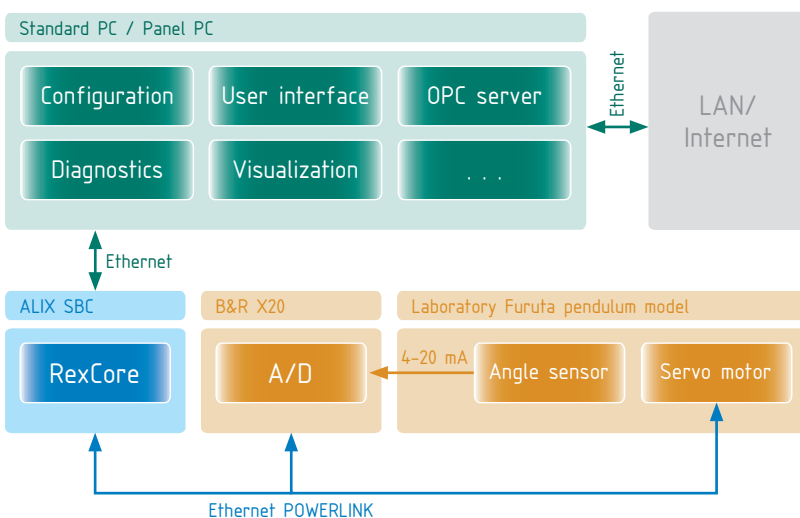 Standard PC / Panel PC
Configuration
User interface
OPC server
Diagnostics
Visualization
. . .
Ethernet
LAN/
Internet
Ethernet
ALIX SBC
B&R X20
Laboratory Furuta pendulum model
RexCore
A/D
4-20 mA
Angle sensor
Servo motor
Ethernet POWERLINK